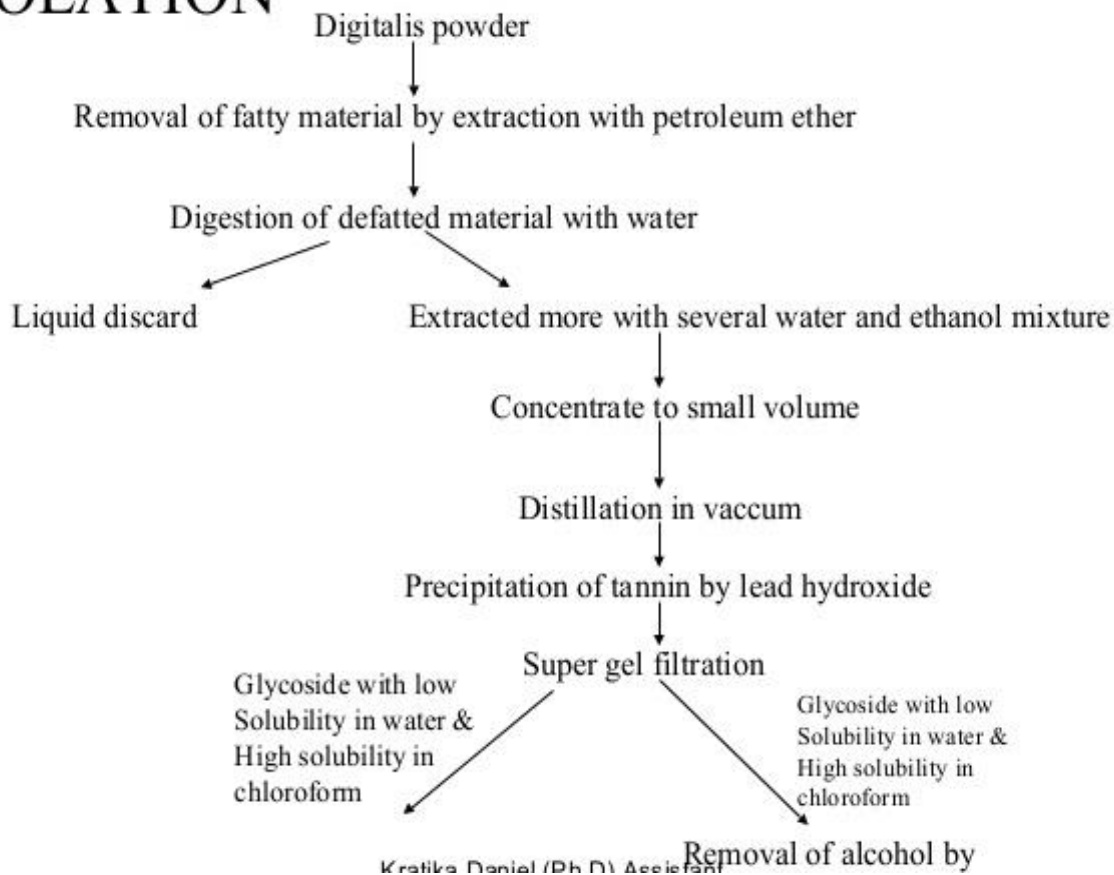 OLATION
Digitalis powder
Removal of fatty material by extraction with petroleum ether
Digestion of defatted material with water
Liquid discard
Extracted more with several water and ethanol mixture
Concentrate to small volume
Distillation in vaccum
Precipitation of tannin by lead hydroxide
Super gel filtration
Glycoside with low
Solubility in water &
High solubility in
chloroform
Glycoside with low
Solubility in water &
High solubility in
chloroform
Removal of alcohol by
Kratika Daniel (Ph.D) Assistant